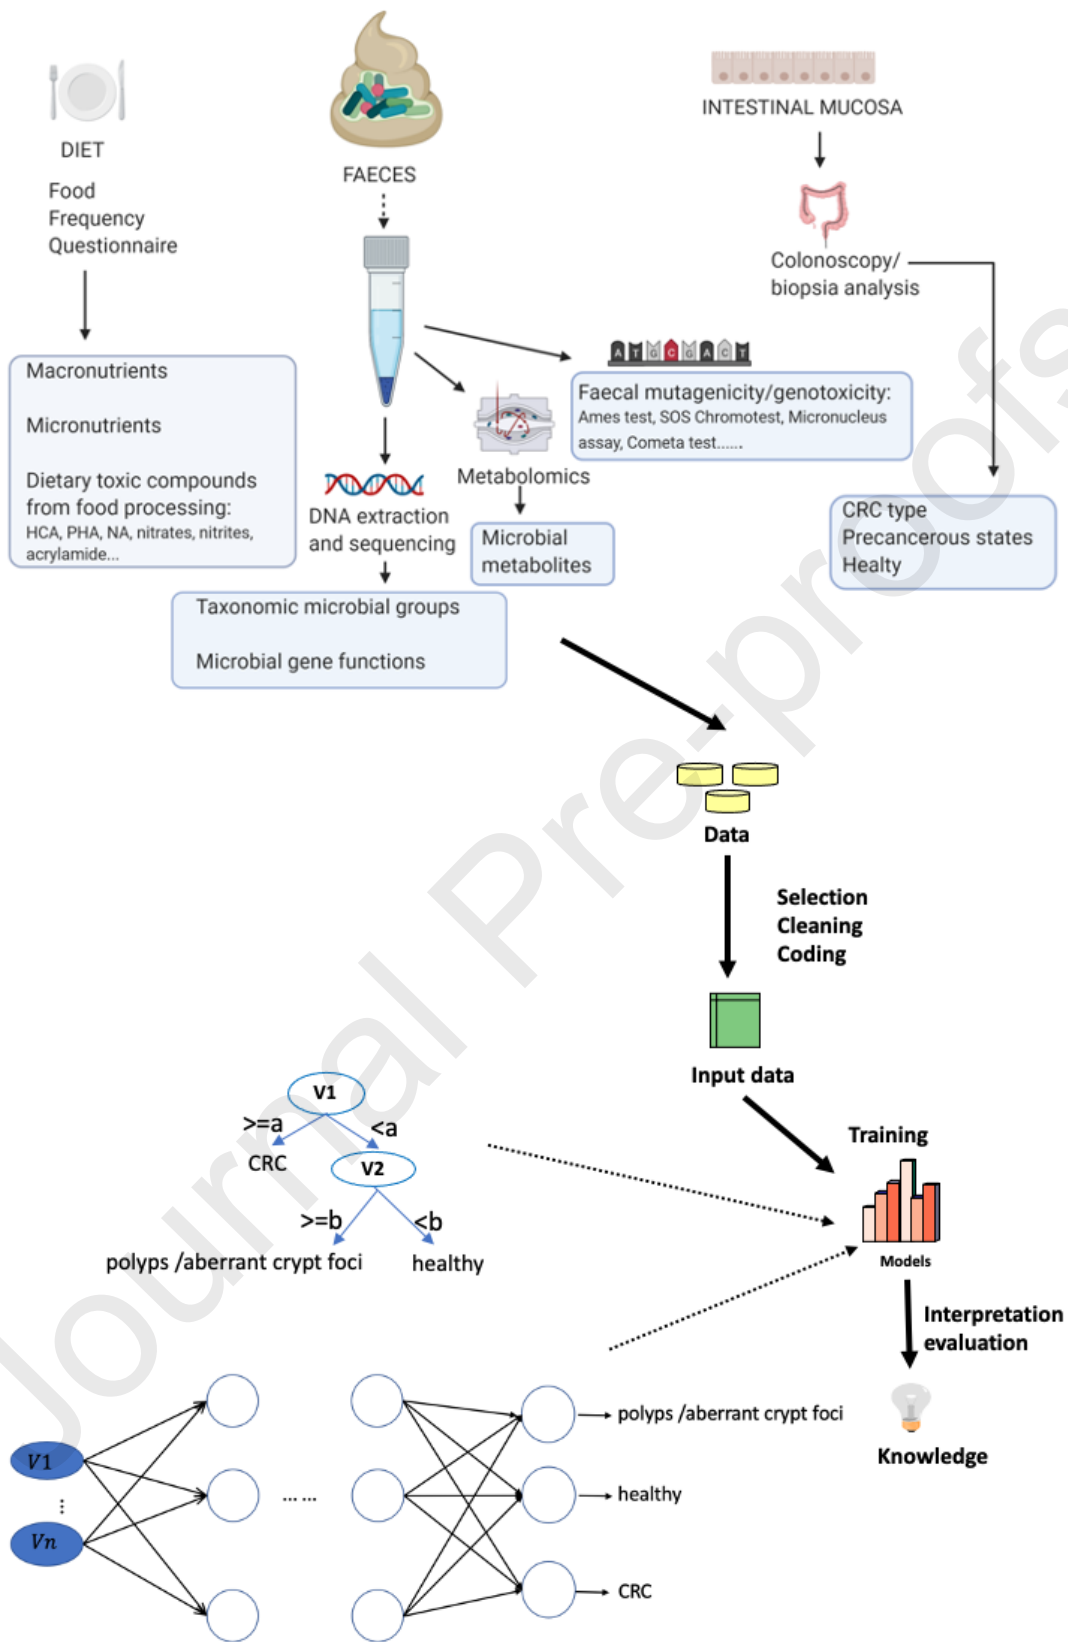 DIET
Food
Frequency
Questionnaire
FAECES
INTESTINAL MUCOSA
Colonoscopy/
biopsia analysis
Macronutrients
Micronutrients
Dietary toxic compounds
from food processing:
HCA, PHA, NA, nitrates, nitrites,
acrylamide...
A T G C G A C T
Faecal mutagenicity/genotoxicity:
Ames test, SOS Chromotest, Micronucleus
assay, Cometa test......
Metabolomics
Microbial
metabolites
DNA extraction
and sequencing
Taxonomic microbial groups
Microbial gene functions
CRC type
Precancerous states
Healty
Data
Selection
Cleaning
Coding
Input data
Training
Models
Interpretation
evaluation
Knowledge
V1
>=a
<a
CRC
V2
>=b
<b
polyps /aberrant crypt foci
healthy
V1
⋮
Vn
... ...
polyps /aberrant crypt foci
healthy
CRC
Journal Pre-proofs